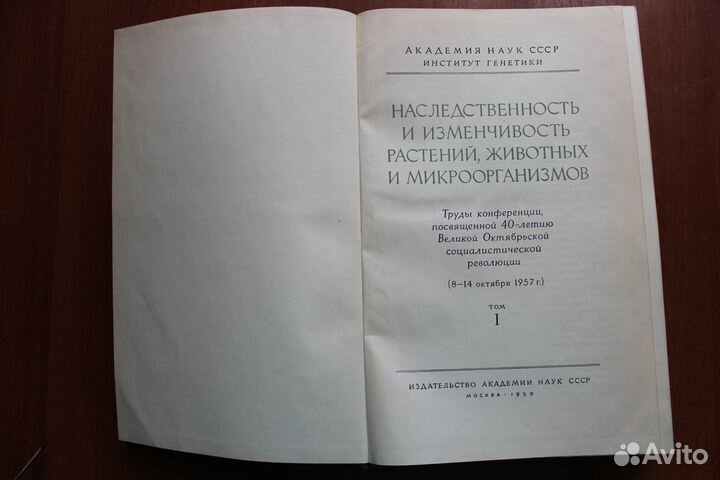 АКАДЕМИЯ НАУК СССР
ИНСТИТУТ ГЕНЕТИКИ
НАСЛЕДСТВЕННОСТЬ
И ИЗМЕНЧИВОСТЬ
РАСТЕНИЙ, ЖИВОТНЫХ
И МИКРООРГАНИЗМОВ
Труды конференции,
посвященной 40-летию
Великой Октябрьской
социалистической
революции
(8–14 октября 1957 г.)
ТОМ
I
ИЗДАТЕЛЬСТВО АКАДЕМИИ НАУК СССР
МОСКВА · 1959
Avito